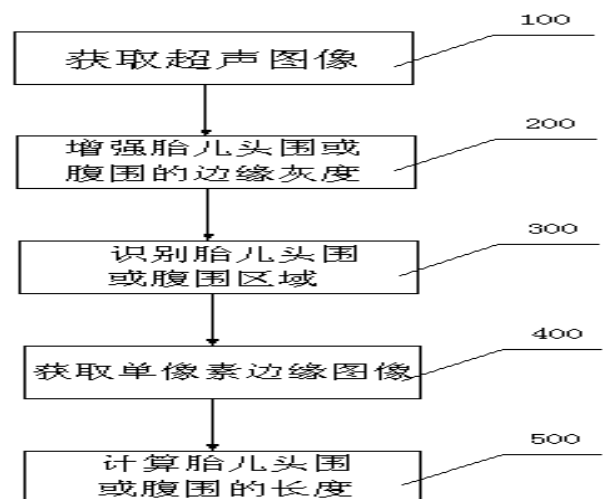 100
获取超声图像
200
增强胎儿头围或
腹围的边缘灰度
300
识别胎儿头围
或腹围区域
400
获取单像素边缘图像
500
计算胎儿头围
或腹围的长度